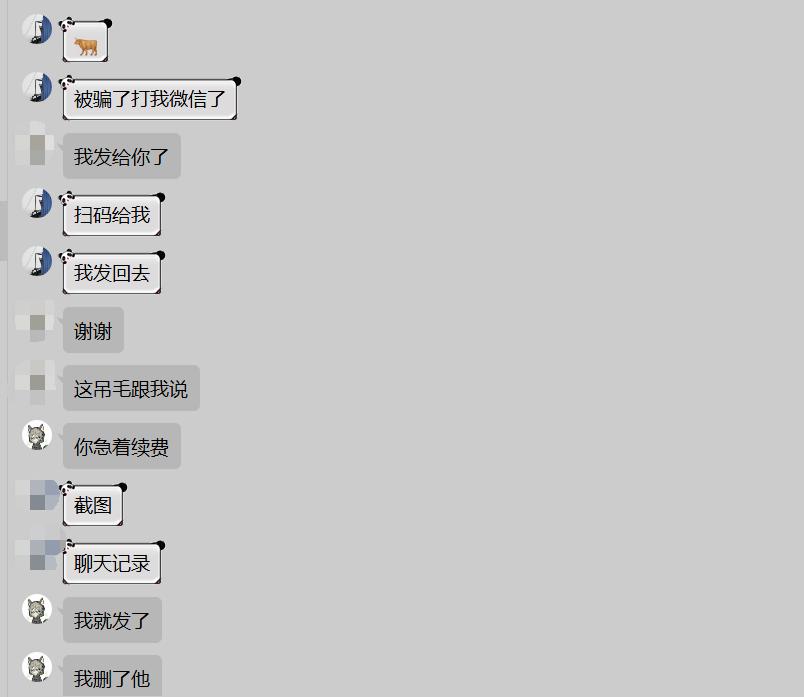 被骗了打我微信了
我发给你了
扫码给我
我发回去
谢谢
这吊毛跟我说
你急着续费
截图
聊天记录
我就发了
我删了他